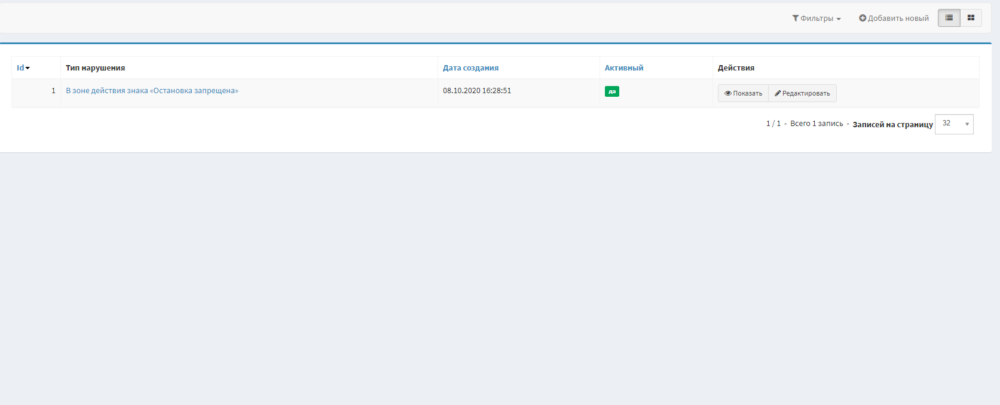 Фильтры Добавить новый
Id Тип нарушения Дата создания Активный Действия
1 В зоне действия знака «Остановка запрещена» 08.10.2020 16:28:51 да Показать Редактировать
1 / 1 - Всего 1 запись - Записей на страницу 32